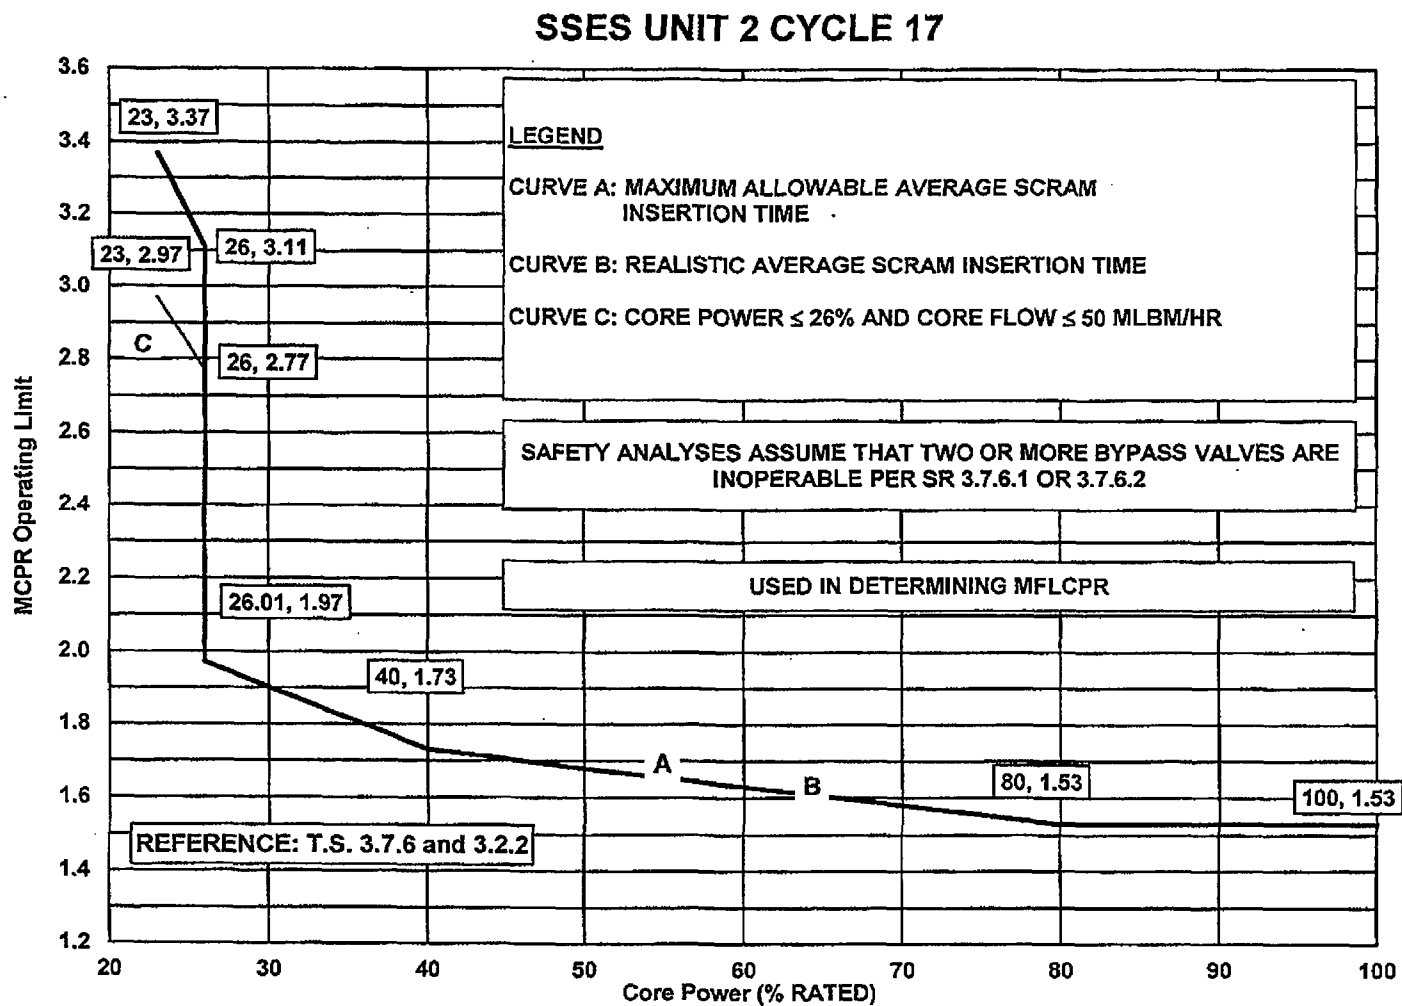 SSES UNIT 2 CYCLE 17
3.6
3.4
3.2
3.0
2.8
2.6
2.4
2.2
2.0
1.8
1.6
1.4
1.2
MCPR Operating Limit
23, 3.37
23, 2.97
26, 3.11
C
26, 2.77
26.01, 1.97
40, 1.73
A
B
80, 1.53
100, 1.53
LEGEND
CURVE A: MAXIMUM ALLOWABLE AVERAGE SCRAM
INSERTION TIME
CURVE B: REALISTIC AVERAGE SCRAM INSERTION TIME
CURVE C: CORE POWER ≤ 26% AND CORE FLOW ≤ 50 MLBM/HR
SAFETY ANALYSES ASSUME THAT TWO OR MORE BYPASS VALVES ARE
INOPERABLE PER SR 3.7.6.1 OR 3.7.6.2
USED IN DETERMINING MFLCPR
REFERENCE: T.S. 3.7.6 and 3.2.2
20 30 40 50 60 70 80 90 100
Core Power (% RATED)